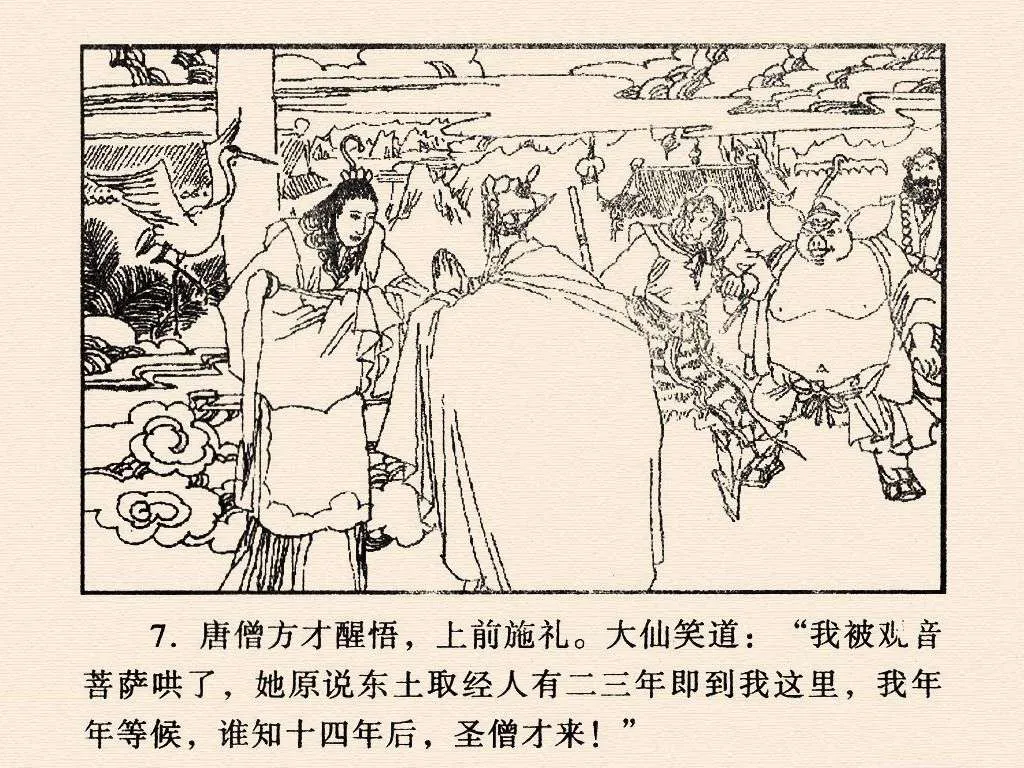 7. 唐僧方才醒悟，上前施礼。大仙笑道：“我被观音
菩萨哄了，她原说东土取经人有二三年即到我这里，我年
年等候，谁知十四年后，圣僧才来！”